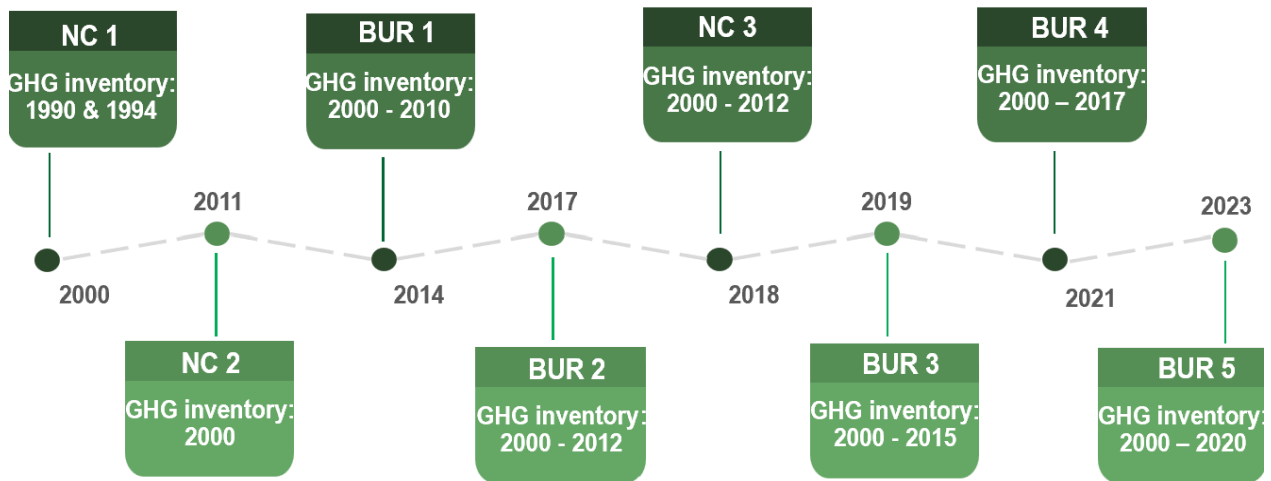 NC 1
GHG inventory:
1990 & 1994
BUR 1
GHG inventory:
2000 - 2010
NC 3
GHG inventory:
2000 - 2012
BUR 4
GHG inventory:
2000 – 2017
2011
2017
2019
2023
2000
2014
2018
2021
NC 2
GHG inventory:
2000
BUR 2
GHG inventory:
2000 - 2012
BUR 3
GHG inventory:
2000 - 2015
BUR 5
GHG inventory:
2000 – 2020